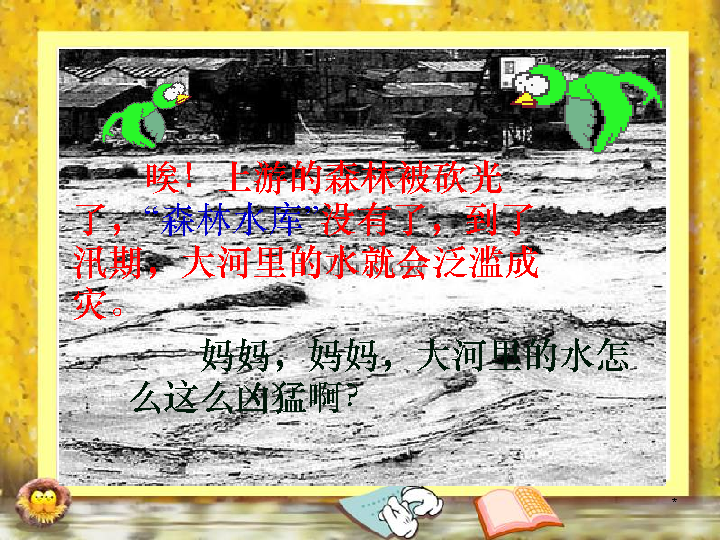 唉！上游的森林被砍光
了，“森林水库”没有了，到了
汛期，大河里的水就会泛滥成
灾。
妈妈，妈妈，大河里的水怎
么这么凶猛啊？
*